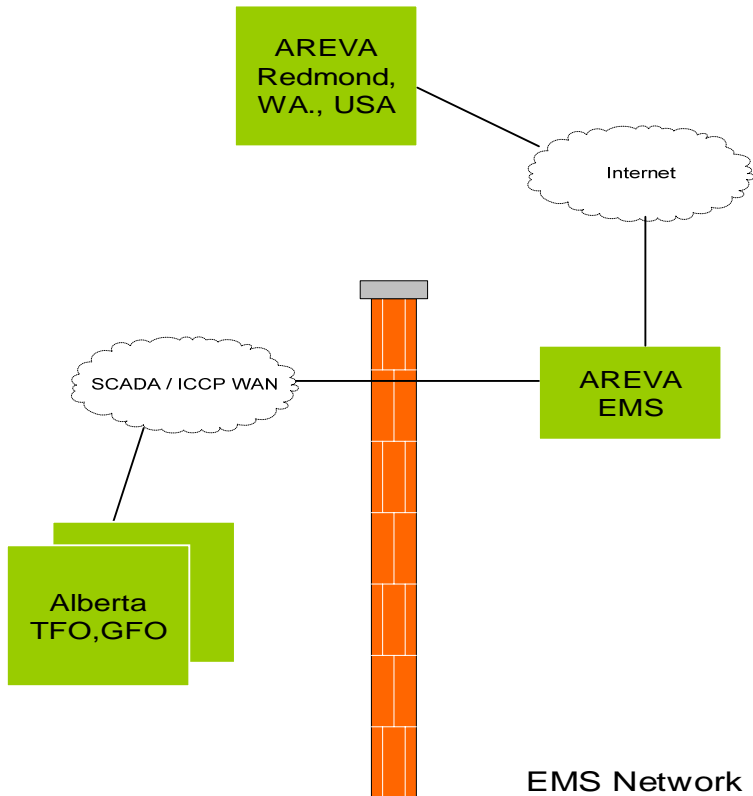 AREVA
Redmond,
WA., USA
Internet
SCADA / ICCP WAN
AREVA
EMS
Alberta
TFO,GFO
EMS Network